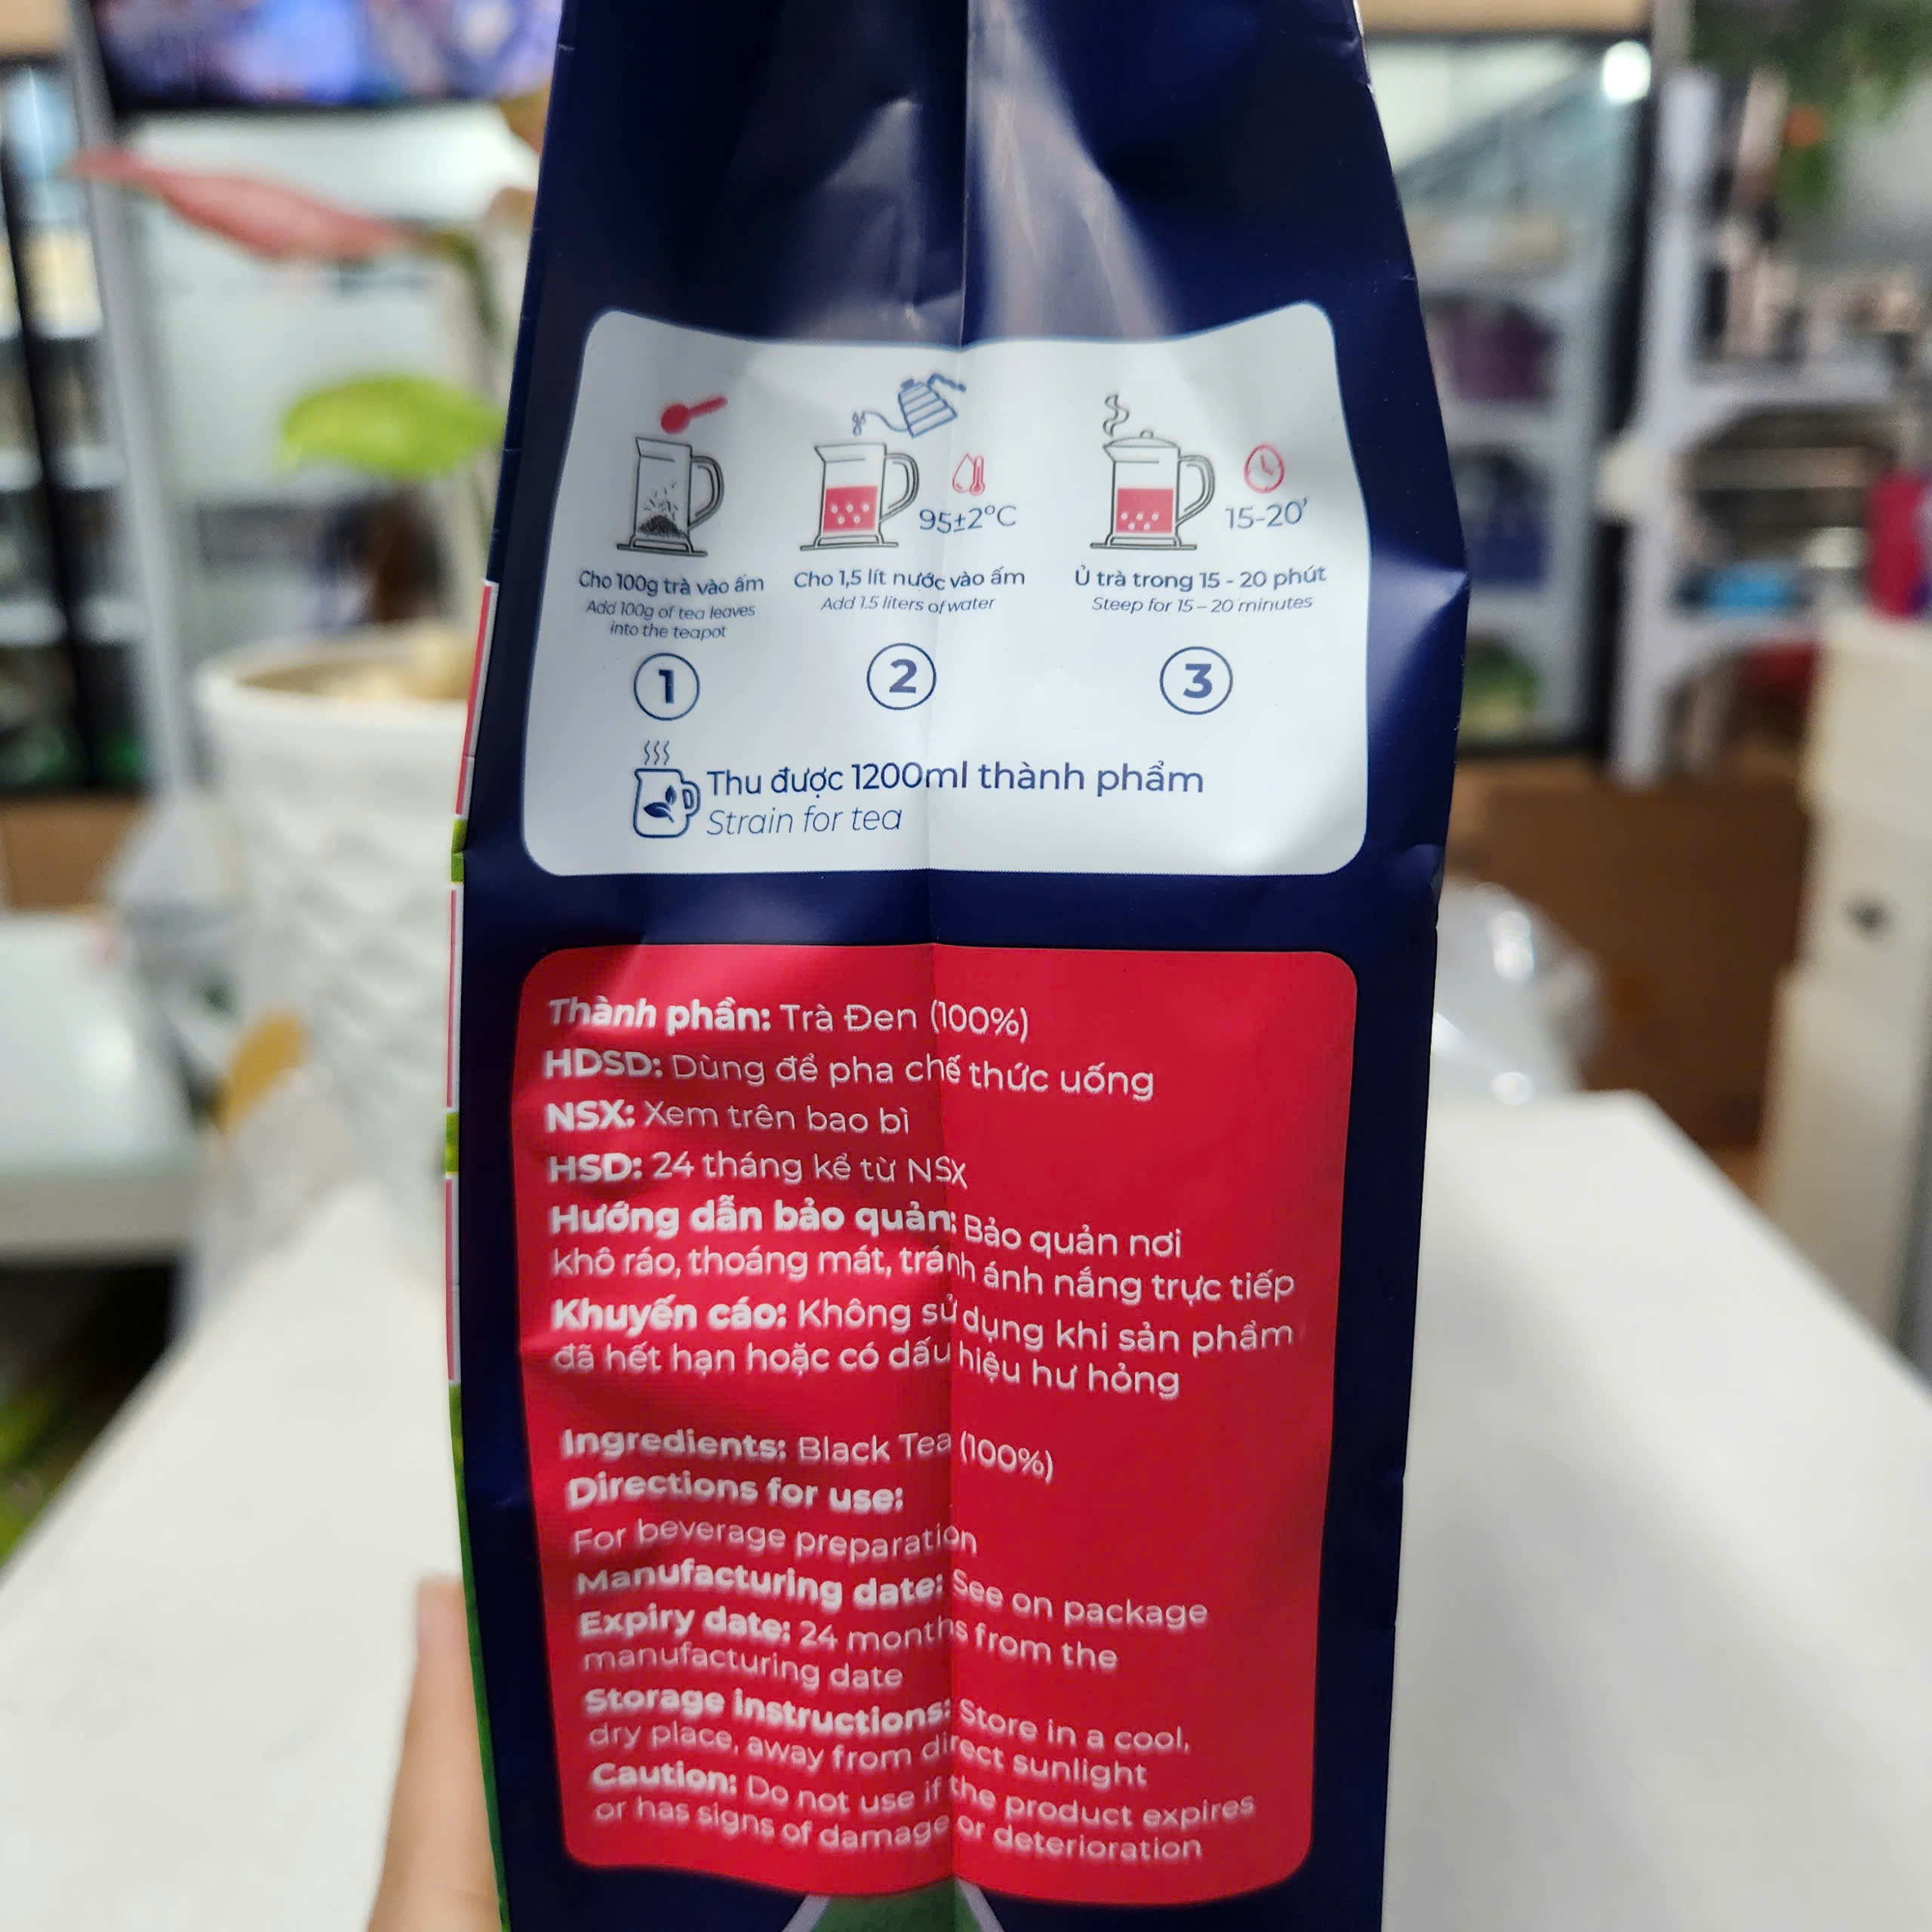 95±2°C
15-20'
Cho 100g trà vào ấm
Add 100g of tea leaves
into the teapot
Cho 1,5 lít nước vào ấm
Add 1.5 liters of water
Ủ trà trong 15 - 20 phút
Steep for 15 – 20 minutes
1
2
3
Thu được 1200ml thành phẩm
Strain for tea
Thành phần: Trà Đen (100%)
HDSD: Dùng để pha chế thức uống
NSX: Xem trên bao bì
HSD: 24 tháng kể từ NSX
Hướng dẫn bảo quản: Bảo quản nơi
khô ráo, thoáng mát, tránh ánh nắng trực tiếp
Khuyến cáo: Không sử dụng khi sản phẩm
đã hết hạn hoặc có dấu hiệu hư hỏng
Ingredients: Black Tea (100%)
Directions for use:
For beverage preparation
Manufacturing date: See on package
Expiry date: 24 months from the
manufacturing date
Storage instructions: Store in a cool,
dry place, away from direct sunlight
Caution: Do not use if the product expires
or has signs of damage or deterioration